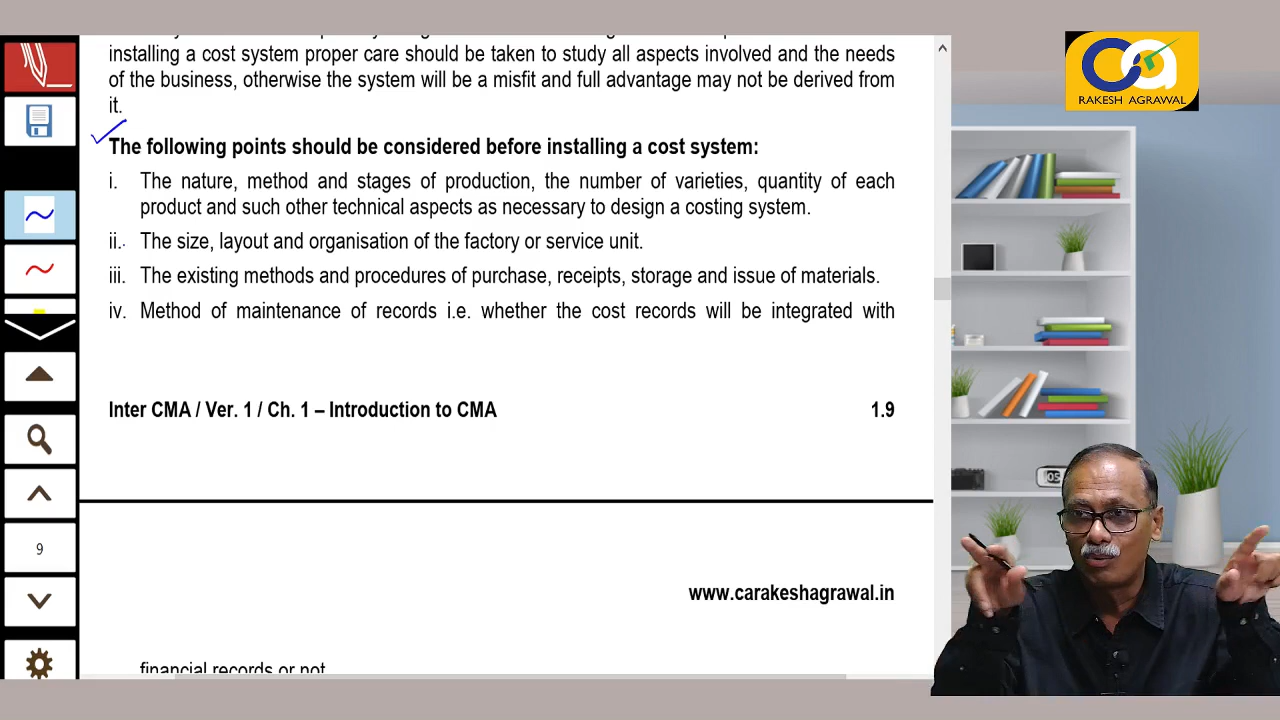 installing a cost system proper care should be taken to study all aspects involved and the needs
of the business, otherwise the system will be a misfit and full advantage may not be derived from
it.
The following points should be considered before installing a cost system:
i. The nature, method and stages of production, the number of varieties, quantity of each
product and such other technical aspects as necessary to design a costing system.
ii. The size, layout and organisation of the factory or service unit.
iii. The existing methods and procedures of purchase, receipts, storage and issue of materials.
iv. Method of maintenance of records i.e. whether the cost records will be integrated with
Inter CMA / Ver. 1 / Ch. 1 – Introduction to CMA 1.9
www.carakeshagrawal.in
financial records or not
9
ca
RAKESH AGRAWAL
05